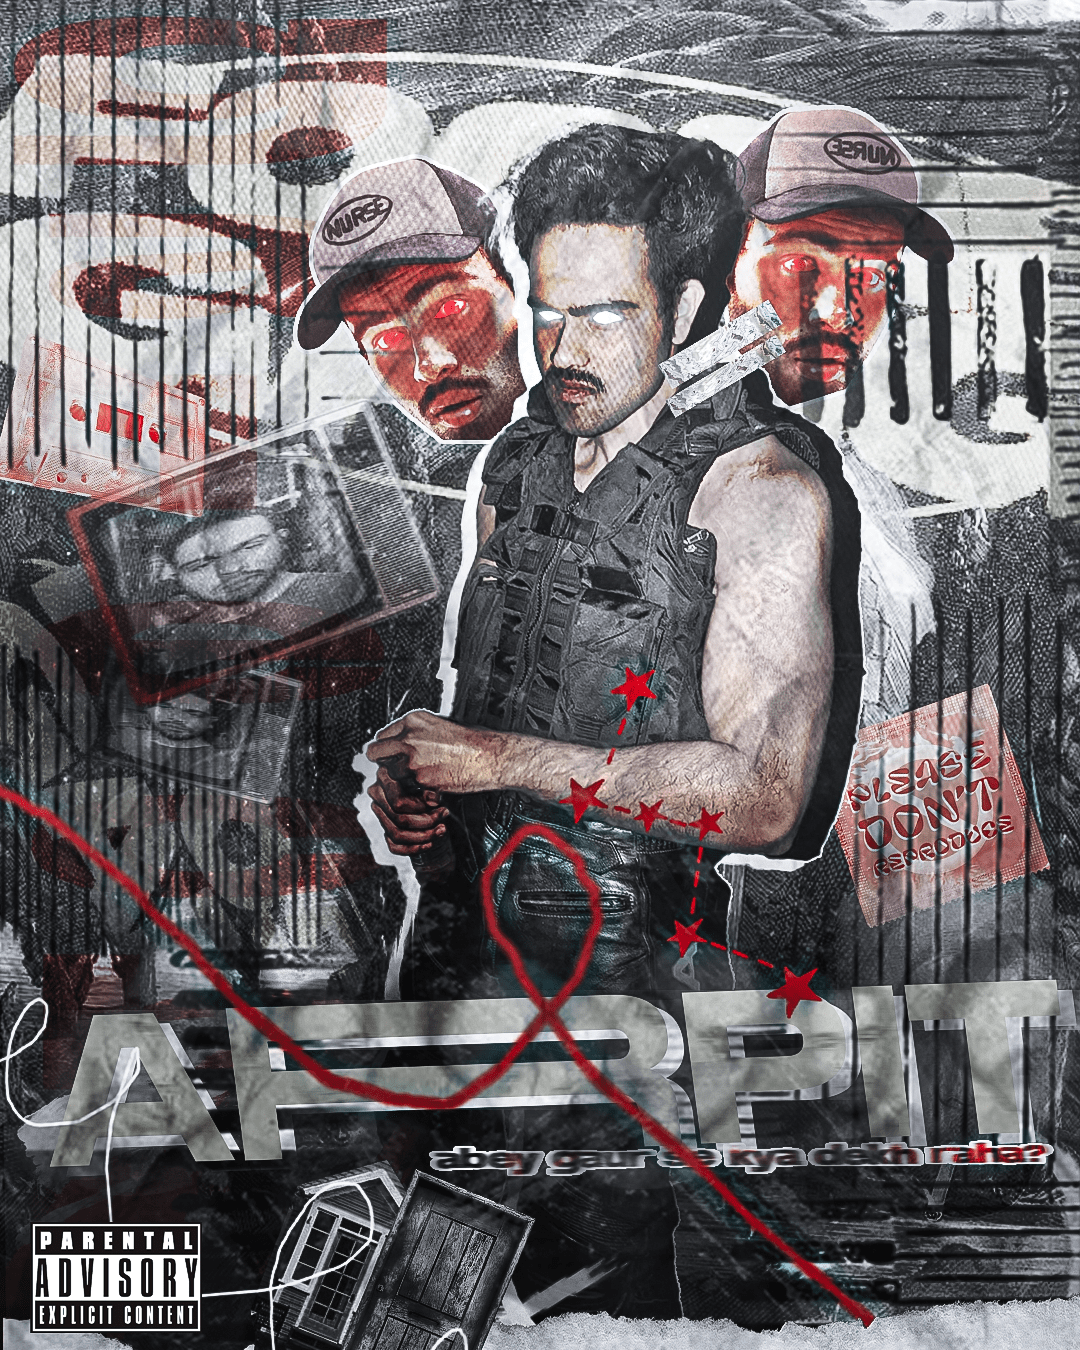 NURSE
NURSE
PLEASE
DON'T
REPRODUCE
ARPIT
abey gaur se kya dekh raha?
PARENTAL
ADVISORY
EXPLICIT CONTENT